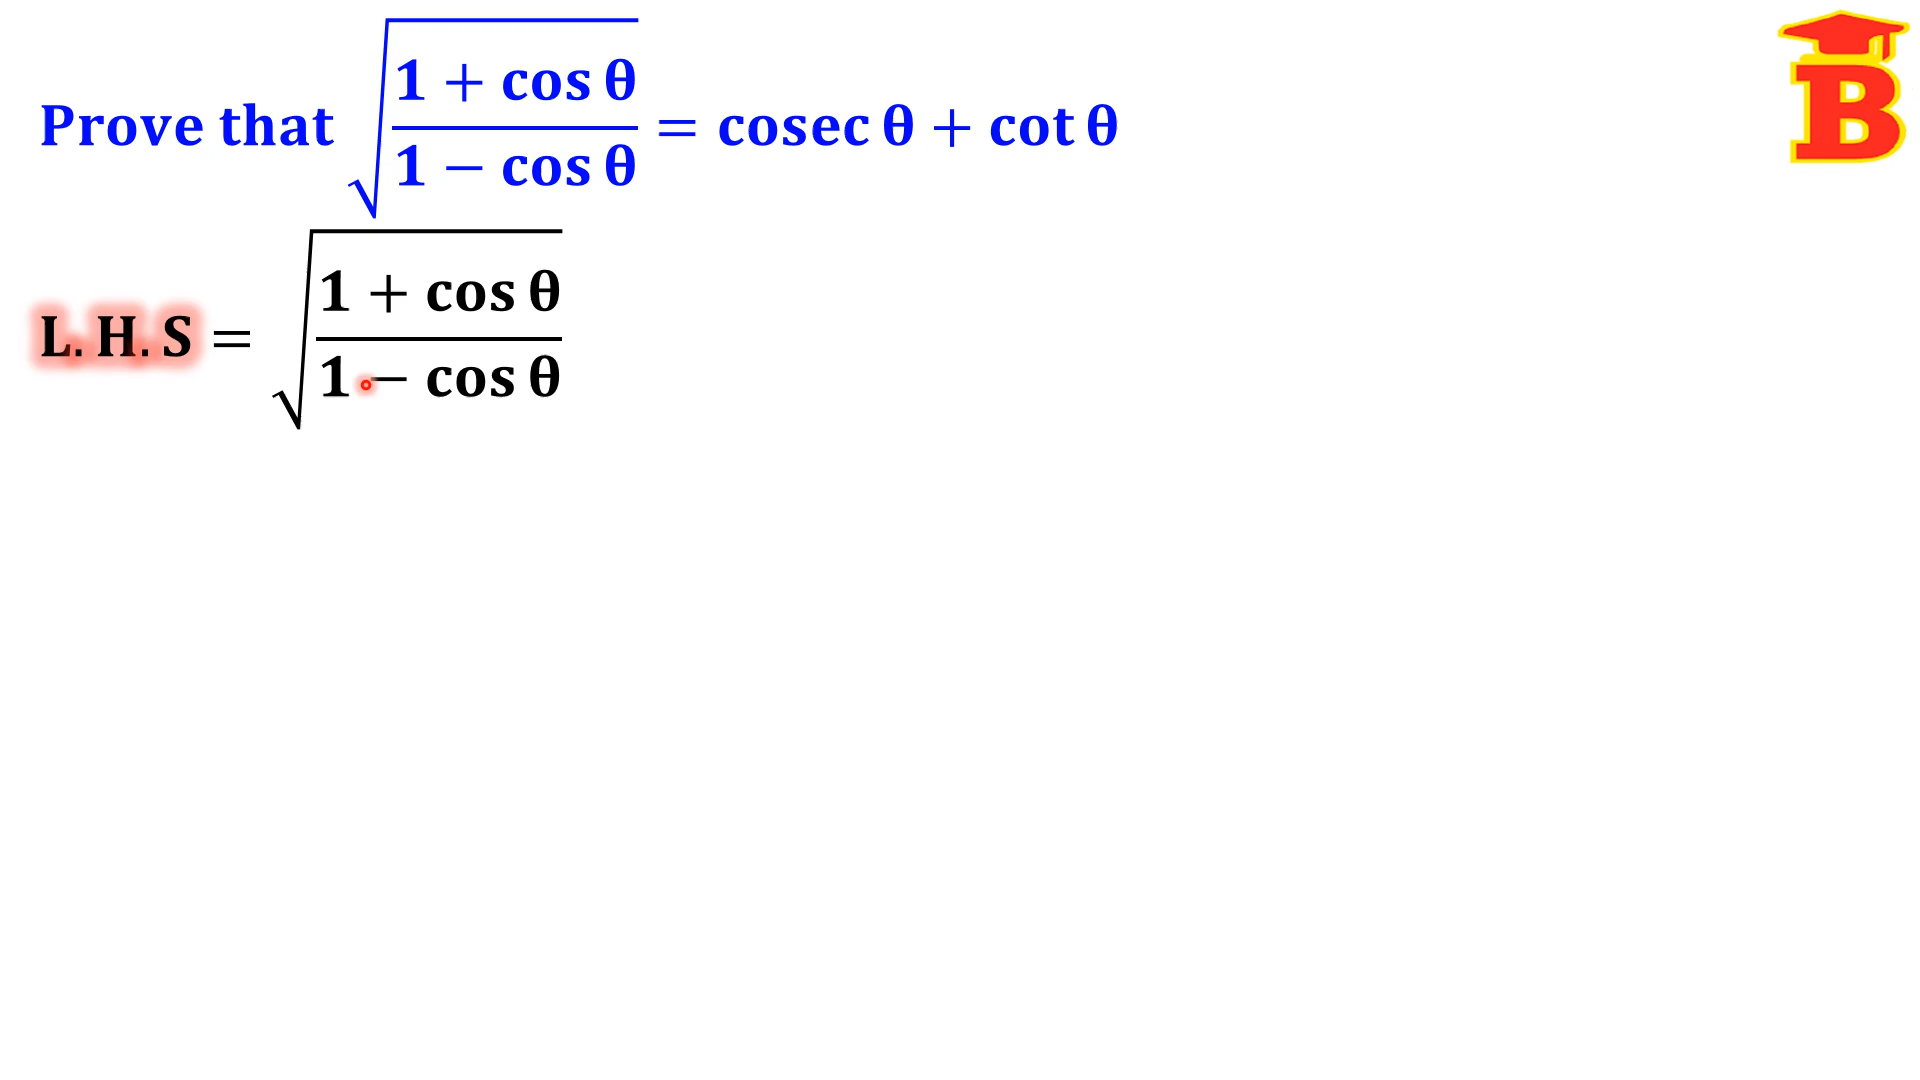 Prove that √((1 + cos θ)/(1 − cos θ)) = cosec θ + cot θ
L.H.S = √((1 + cos θ)/(1 − cos θ))
B